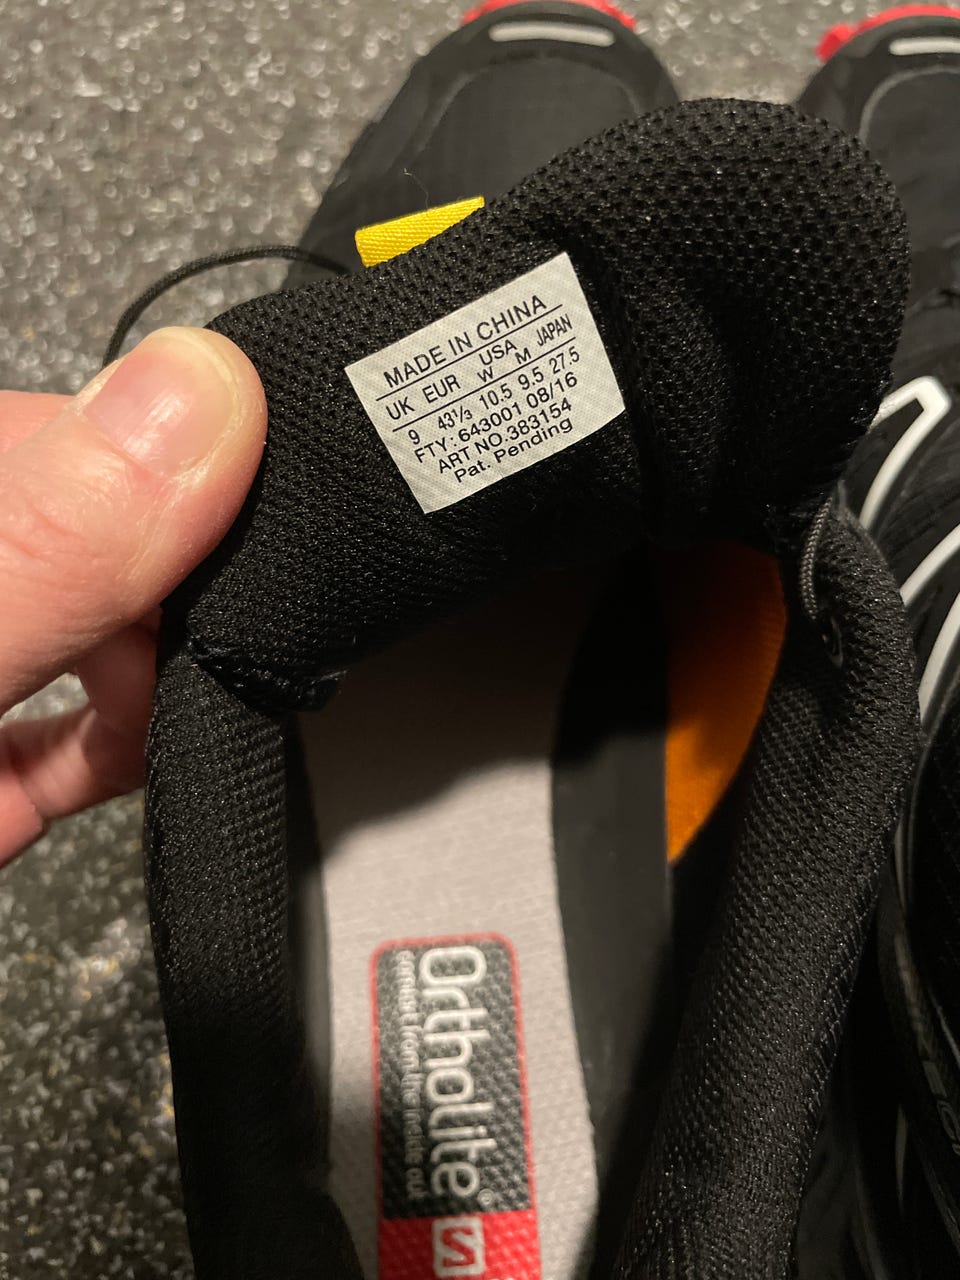 MADE IN CHINA
USA
UK EUR W M JAPAN
9 43⅓ 10.5 9.5 27.5
FTY: 643001 08/16
ART NO.383154
Pat. Pending
Ortholite®
comfort from the inside out.
S